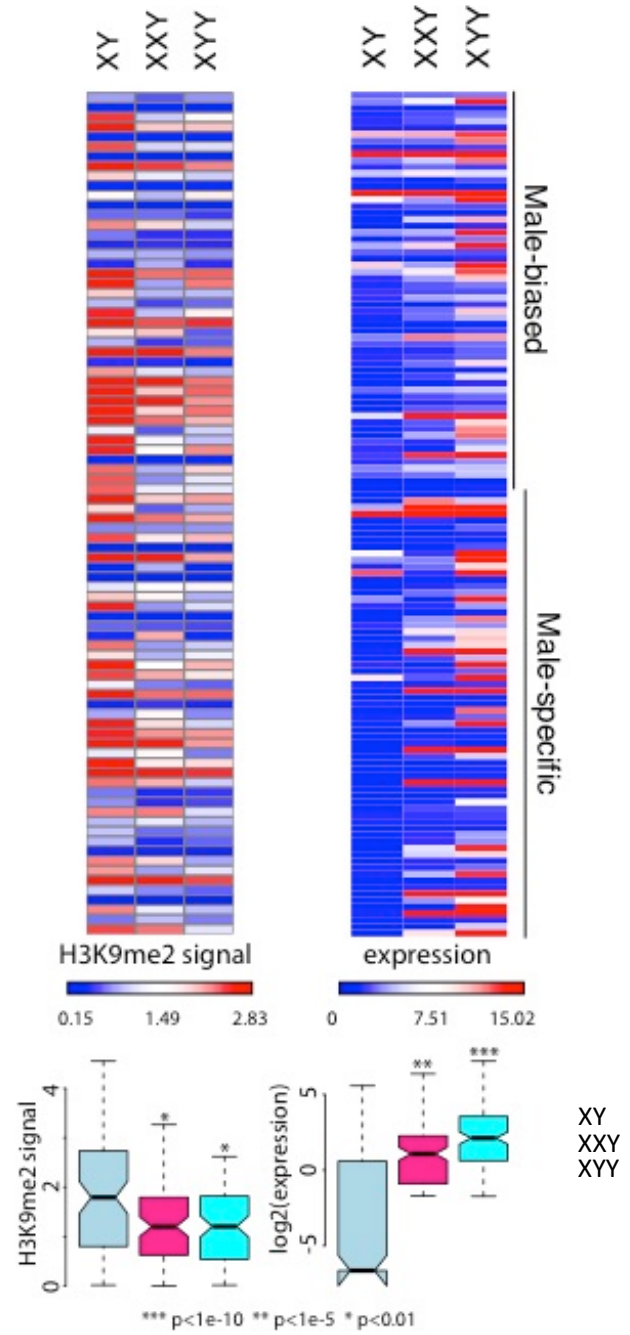 XY XXY XYY
XY XXY XYY
Male-biased
Male-specific
H3K9me2 signal
0.15 1.49 2.83
expression
0 7.51 15.02
H3K9me2 signal
4
2
0
* *
log2(expression)
5
0
-5
** ***
XY
XXY
XYY
*** p<1e-10 ** p<1e-5 * p<0.01